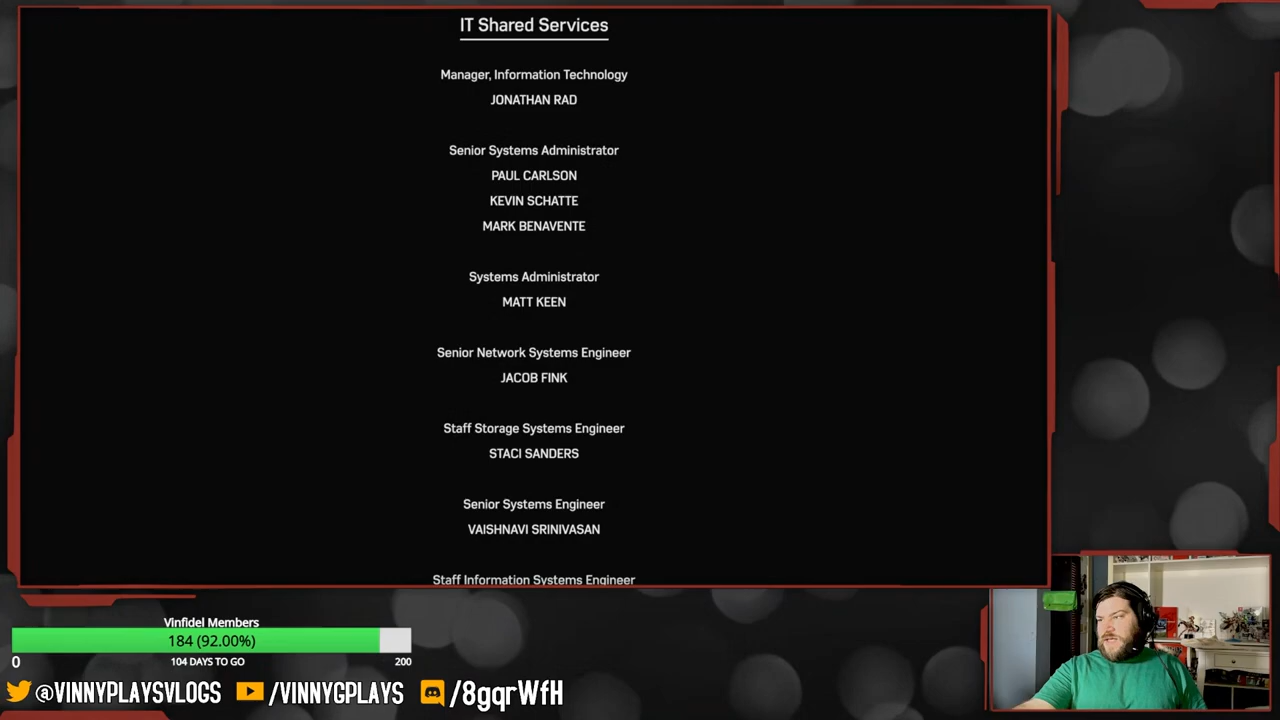 IT Shared Services
Manager, Information Technology
JONATHAN RAD
Senior Systems Administrator
PAUL CARLSON
KEVIN SCHATTE
MARK BENAVENTE
Systems Administrator
MATT KEEN
Senior Network Systems Engineer
JACOB FINK
Staff Storage Systems Engineer
STACI SANDERS
Senior Systems Engineer
VAISHNAVI SRINIVASAN
Staff Information Systems Engineer
Vinfidel Members
184 (92.00%)
0 104 DAYS TO GO 200
@VINNYPLAYSVLOGS /VINNYGPLAYS /8gqrWfH